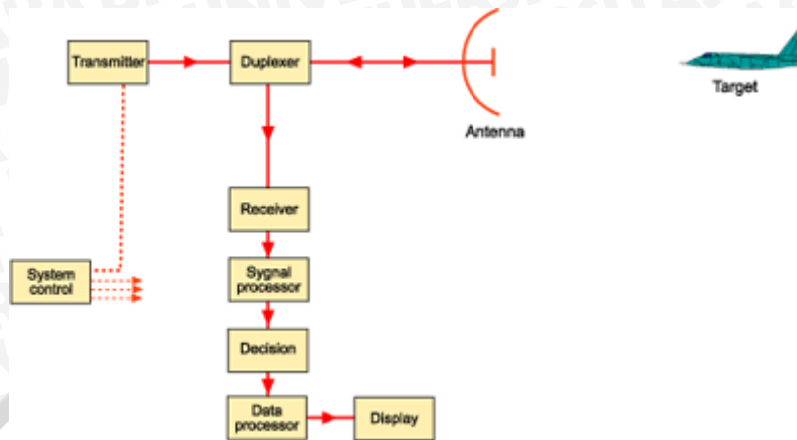 Transmitter
Duplexer
Antenna
Target
Receiver
System
control
Sygnal
processor
Decision
Data
processor
Display